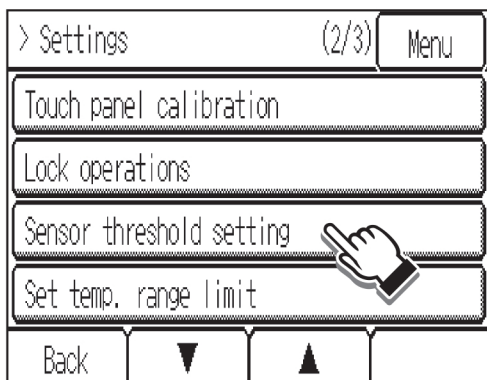 > Settings (2/3) Menu
Touch panel calibration
Lock operations
Sensor threshold setting
Set temp. range limit
Back ▼ ▲